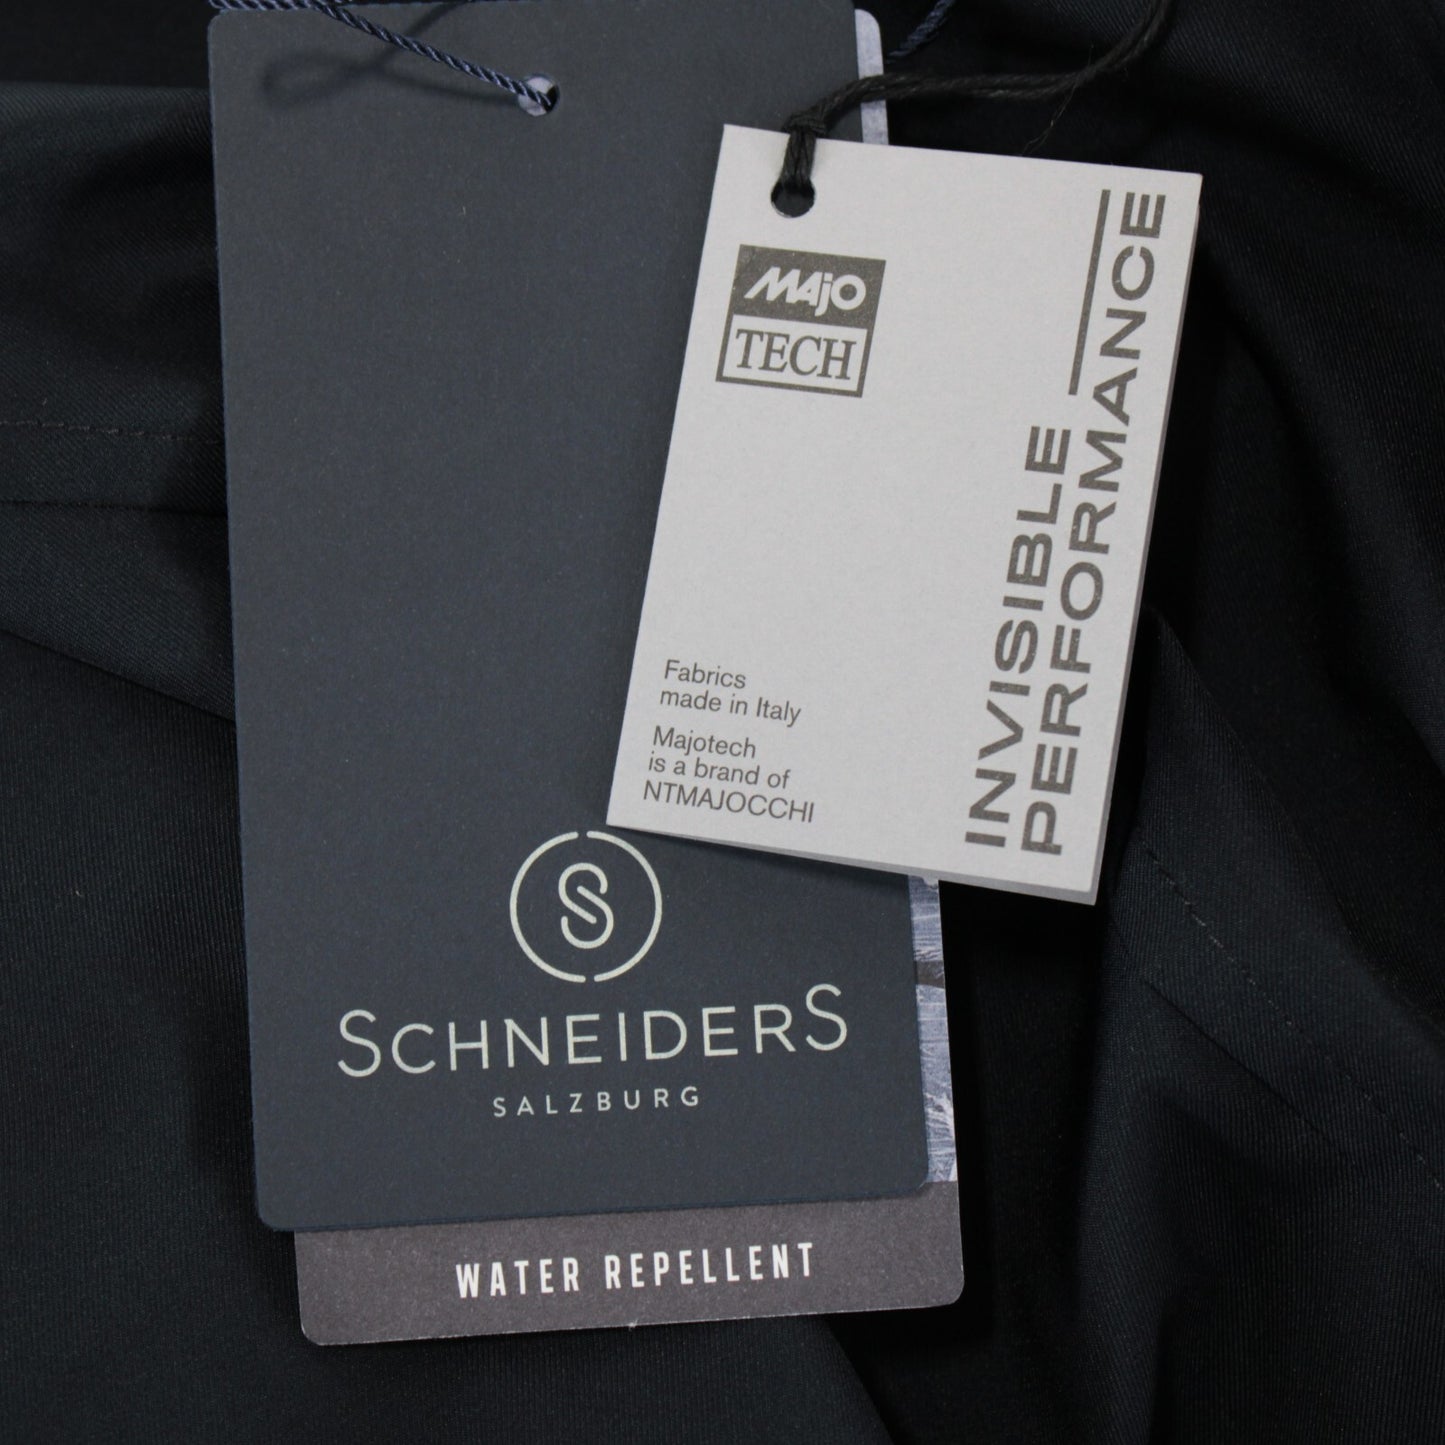 MAjO
TECH
INVISIBLE
PERFORMANCE
Fabrics
made in Italy
Majotech
is a brand of
NTMAJOCCHI
S
SCHNEIDERS
SALZBURG
WATER REPELLENT